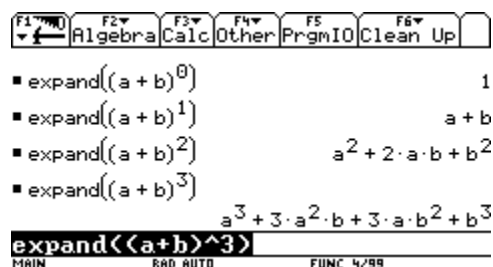 F1 F2 F3 F4 F5 F6
Algebra Calc Other PrgmIO Clean Up
expand((a + b)^0) 1
expand((a + b)^1) a + b
expand((a + b)^2) a^2 + 2·a·b + b^2
expand((a + b)^3)
a^3 + 3·a^2·b + 3·a·b^2 + b^3
expand((a+b)^3)
MAIN RAD AUTO FUNC 4/99